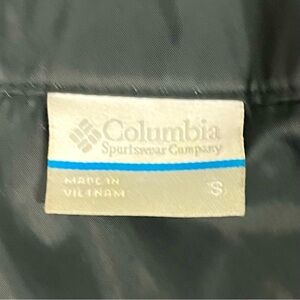 Columbia
Sportswear Company
MADE IN
VIETNAM
S